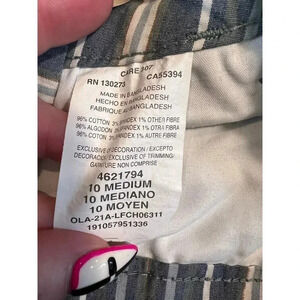 CARE 307
RN 130273 CA55394
MADE IN BANGLADESH
HECHO EN BANGLADESH
FABRIQUÉ AU BANGLADESH
96% COTTON 3% SPANDEX 1% OTHER FIBRE
96% ALGODON 3% SPANDEX 1% OTRA FIBRA
96% COTON 3% SPANDEX 1% AUTRE FIBRE
EXCLUSIVE OF DECORATION / EXCEPTO
DECORACIÓN / EXCLUSIVE OF TRIMMING /
GARNITURE NON COMPRISE
4621794
10 MEDIUM
10 MEDIANO
10 MOYEN
OLA-21A-LFCH06311
191057951336